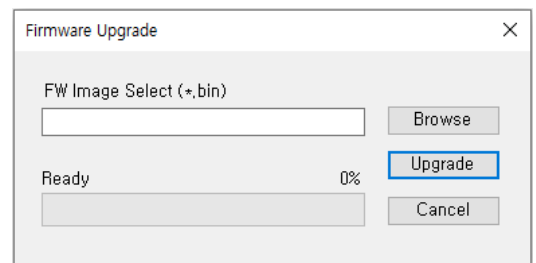 Firmware Upgrade
FW Image Select (*.bin)
Browse
Upgrade
Ready 0%
Cancel